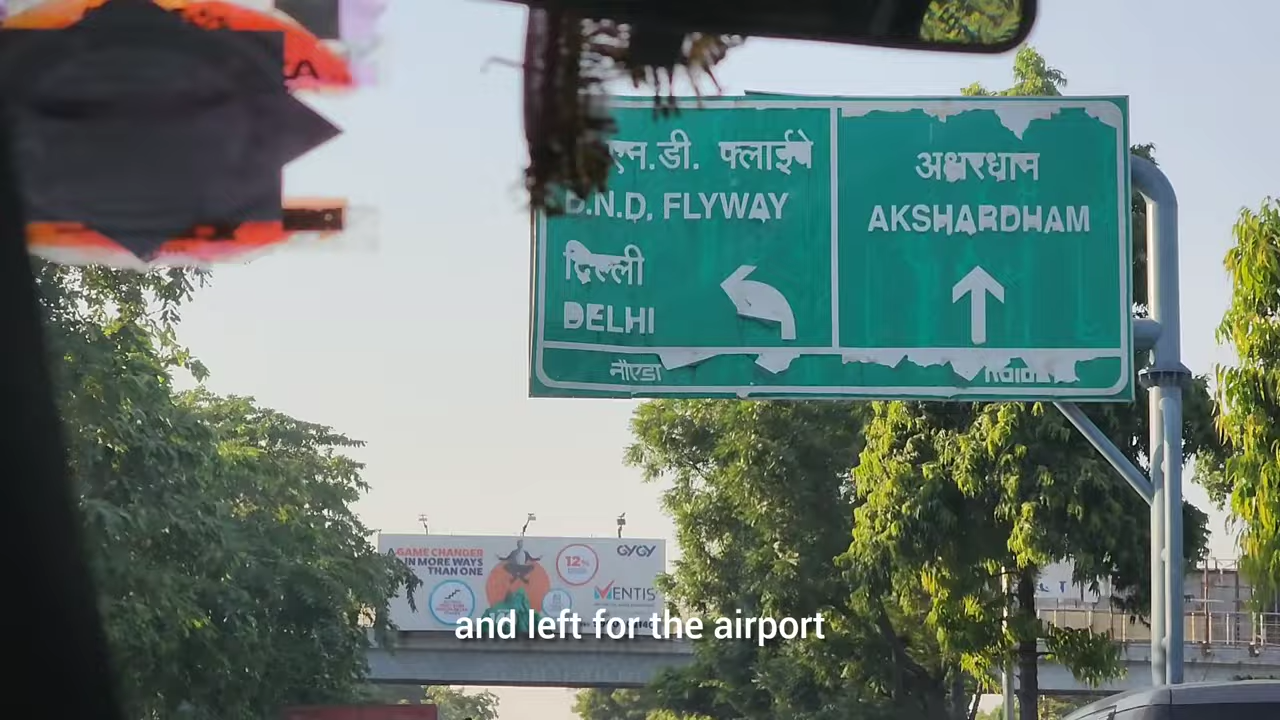 एन.डी. फ्लाईवे
D.N.D. FLYWAY
दिल्ली
DELHI
अक्षरधाम
AKSHARDHAM
नौएडा
A GAME CHANGER
IN MORE WAYS
THAN ONE
12%
GYGY
MENTIS
and left for the airport